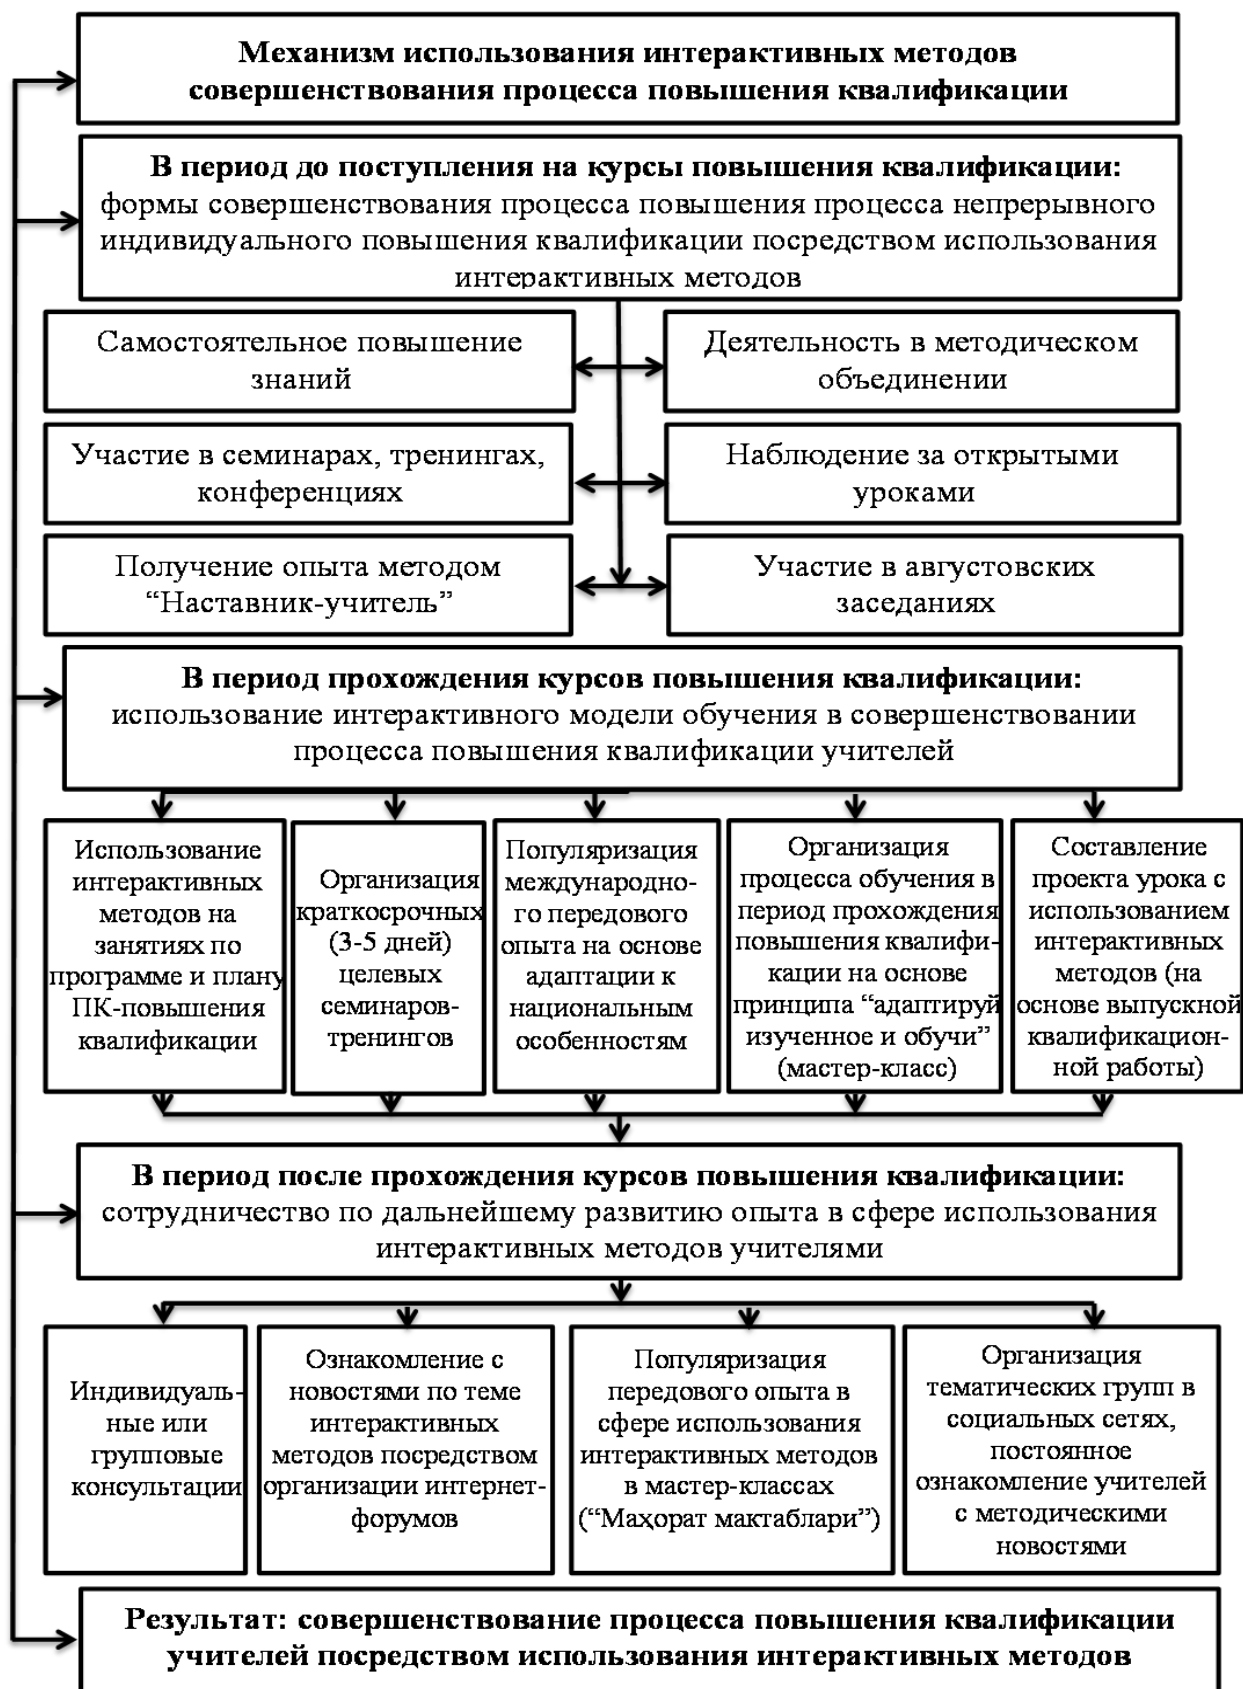 Механизм использования интерактивных методов
совершенствования процесса повышения квалификации
В период до поступления на курсы повышения квалификации:
формы совершенствования процесса повышения процесса непрерывного
индивидуального повышения квалификации посредством использования
интерактивных методов
Самостоятельное повышение
знаний
Деятельность в методическом
объединении
Участие в семинарах, тренингах,
конференциях
Наблюдение за открытыми
уроками
Получение опыта методом
“Наставник-учитель”
Участие в августовских
заседаниях
В период прохождения курсов повышения квалификации:
использование интерактивного модели обучения в совершенствовании
процесса повышения квалификации учителей
Использование
интерактивных
методов на
занятиях по
программе и плану
ПК-повышения
квалификации
Организация
краткосрочных
(3-5 дней)
целевых
семинаров-
тренингов
Популяризация
международно-
го передового
опыта на основе
адаптации к
национальным
особенностям
Организация
процесса обучения в
период прохождения
повышения квалифи-
кации на основе
принципа “адаптируй
изученное и обучи”
(мастер-класс)
Составление
проекта урока с
использованием
интерактивных
методов (на
основе выпускной
квалификацион-
ной работы)
В период после прохождения курсов повышения квалификации:
сотрудничество по дальнейшему развитию опыта в сфере использования
интерактивных методов учителями
Индивидуаль-
ные или
групповые
консультации
Ознакомление с
новостями по теме
интерактивных
методов посредством
организации интернет-
форумов
Популяризация
передового опыта в
сфере использования
интерактивных методов
в мастер-классах
(“Маҳорат мактаблари”)
Организация
тематических групп в
социальных сетях,
постоянное
ознакомление учителей
с методическими
новостями
Результат: совершенствование процесса повышения квалификации
учителей посредством использования интерактивных методов